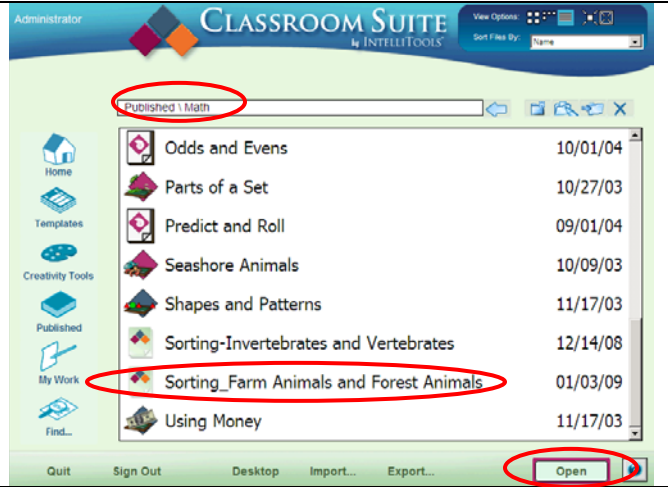 Administrator
CLASSROOM SUITE
by INTELLITOOLS
View Options:
Sort Files By: Name
Published \ Math
Home
Templates
Creativity Tools
Published
My Work
Find...
Odds and Evens 10/01/04
Parts of a Set 10/27/03
Predict and Roll 09/01/04
Seashore Animals 10/09/03
Shapes and Patterns 11/17/03
Sorting-Invertebrates and Vertebrates 12/14/08
Sorting_Farm Animals and Forest Animals 01/03/09
Using Money 11/17/03
Quit Sign Out Desktop Import... Export... Open